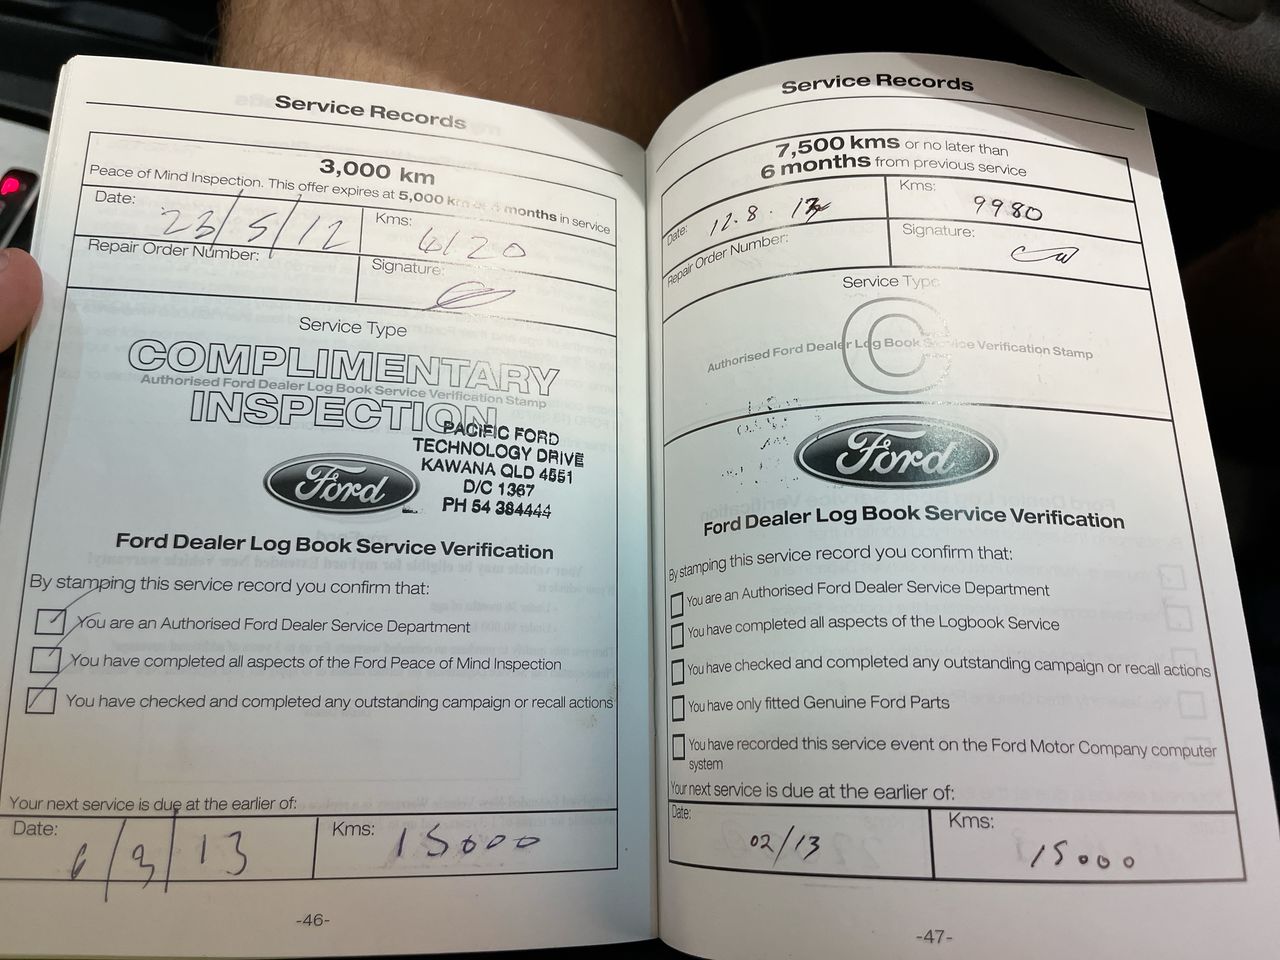 Service Records
3,000 km
Peace of Mind Inspection. This offer expires at 5,000 km or months in service
Date: 23/5/12
Kms: 6120
Repair Order Number:
Signature:
Service Type
COMPLIMENTARY
Authorised Ford Dealer Log Book Service Verification Stamp
INSPECTION
PACIFIC FORD
TECHNOLOGY DRIVE
KAWANA QLD 4551
D/C 1367
PH 54 384444
Ford
Ford Dealer Log Book Service Verification
By stamping this service record you confirm that:
You are an Authorised Ford Dealer Service Department
You have completed all aspects of the Ford Peace of Mind Inspection
You have checked and completed any outstanding campaign or recall actions
Your next service is due at the earlier of:
Date: 6/3/13
Kms: 15000
-46-
Service Records
7,500 kms or no later than
6 months from previous service
Date: 12.8.12
Kms: 9980
Repair Order Number:
Signature:
Service Type
C
Authorised Ford Dealer Log Book Service Verification Stamp
Ford
Ford Dealer Log Book Service Verification
By stamping this service record you confirm that:
You are an Authorised Ford Dealer Service Department
You have completed all aspects of the Logbook Service
You have checked and completed any outstanding campaign or recall actions
You have only fitted Genuine Ford Parts
You have recorded this service event on the Ford Motor Company computer
system
Your next service is due at the earlier of:
Date: 02/13
Kms: 15000
-47-